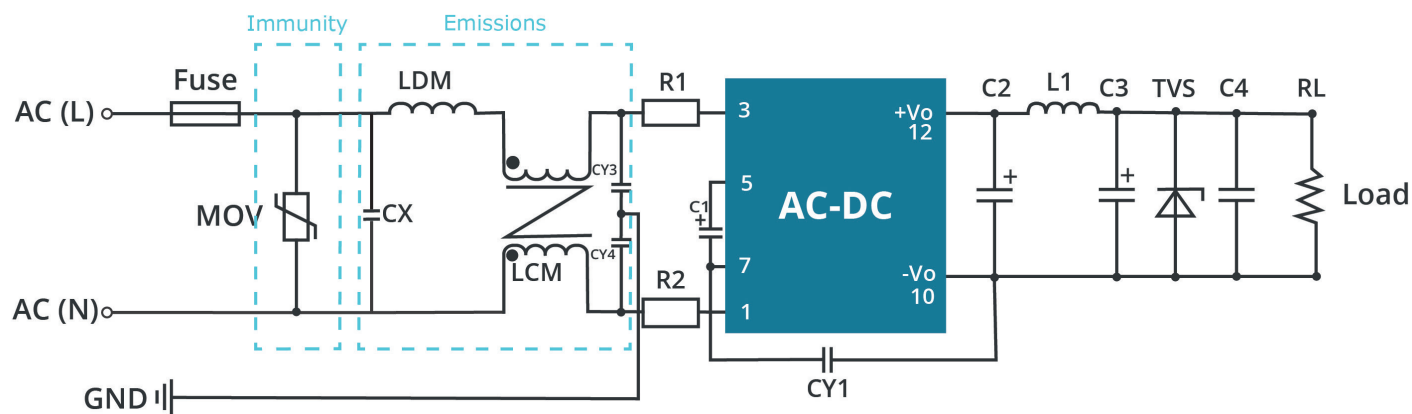 Immunity
Emissions
Fuse
LDM
R1
C2
L1
C3
TVS
C4
RL
AC (L)
3
+Vo
12
CY3
5
MOV
CX
C1
+
AC-DC
+
+
Load
CY4
LCM
7
R2
-Vo
10
AC (N)
1
CY1
GND